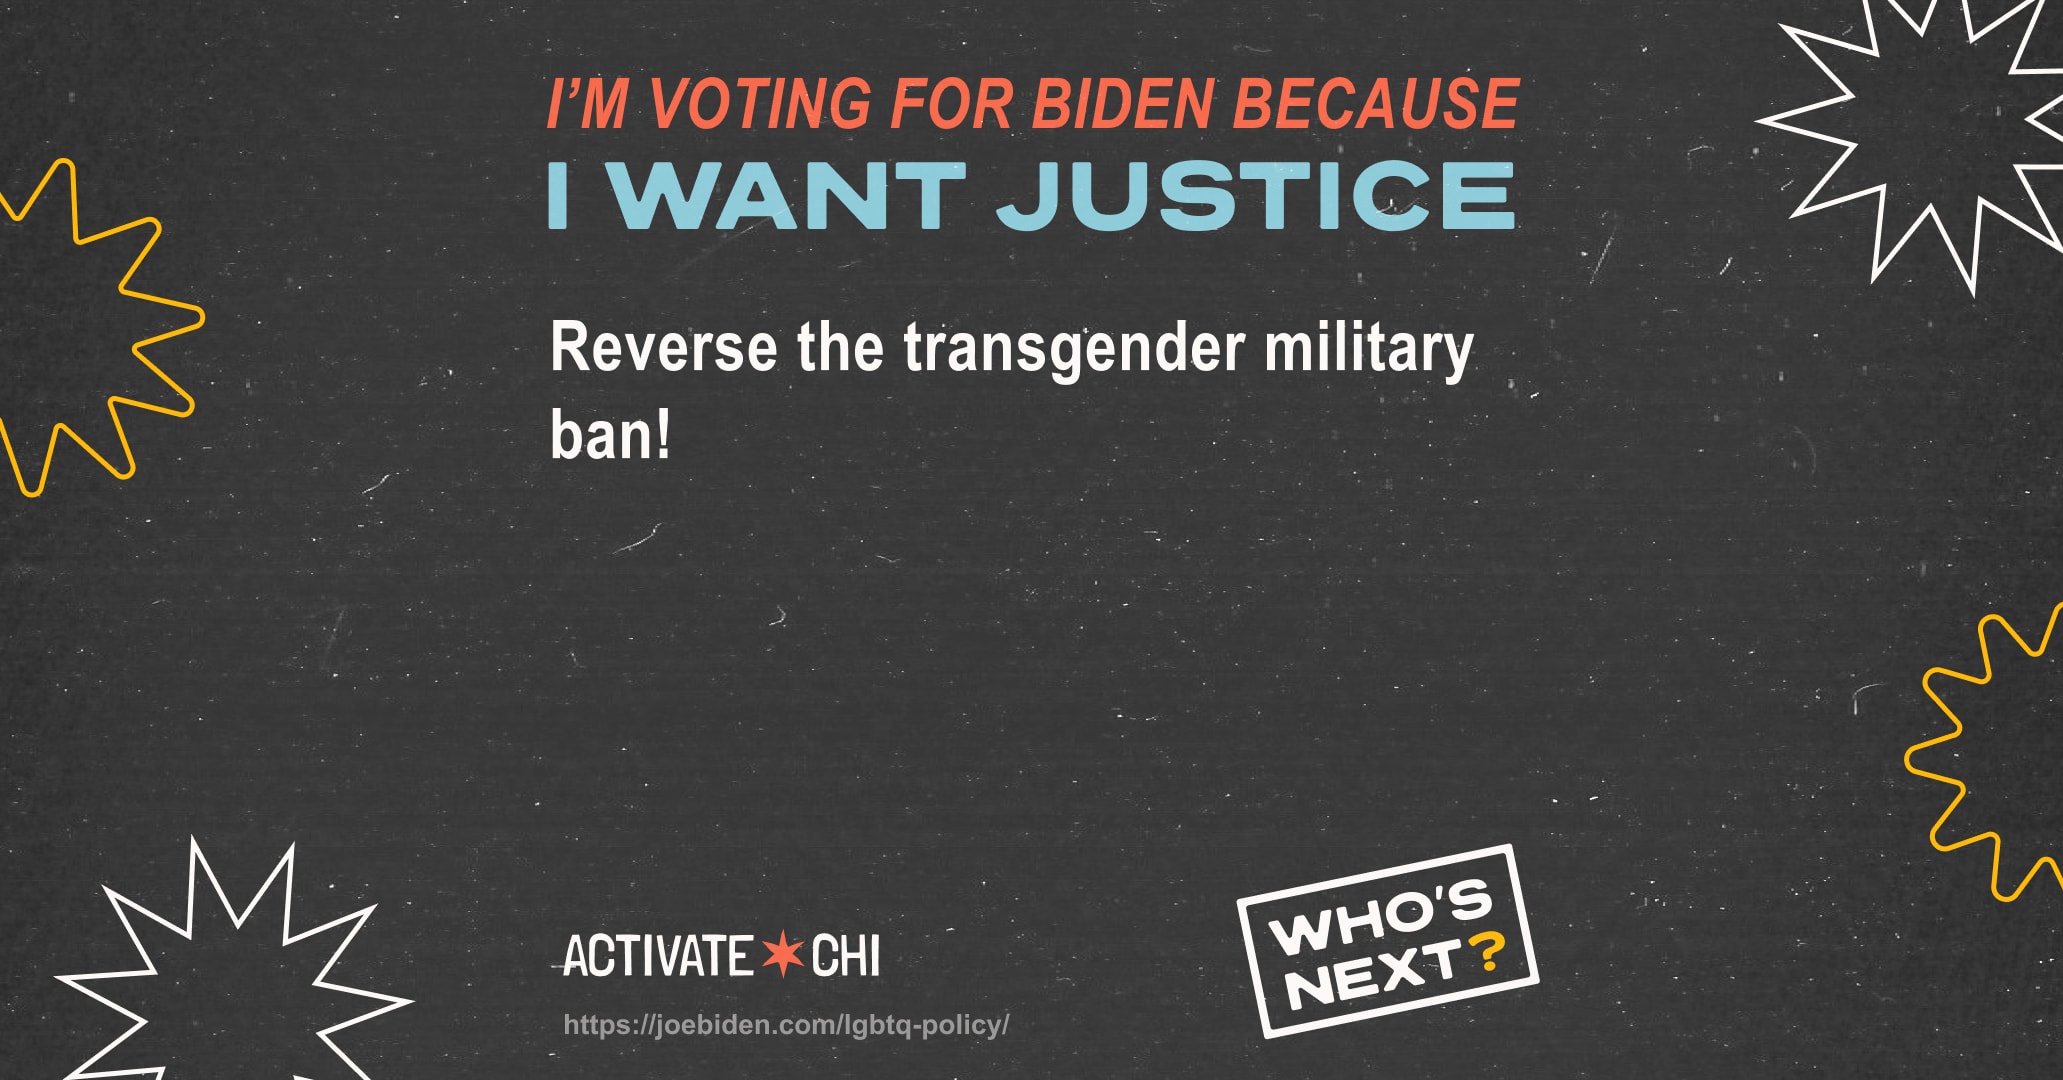 I’M VOTING FOR BIDEN BECAUSE
I WANT JUSTICE
Reverse the transgender military
ban!
ACTIVATE CHI
https://joebiden.com/lgbtq-policy/
WHO'S
NEXT?